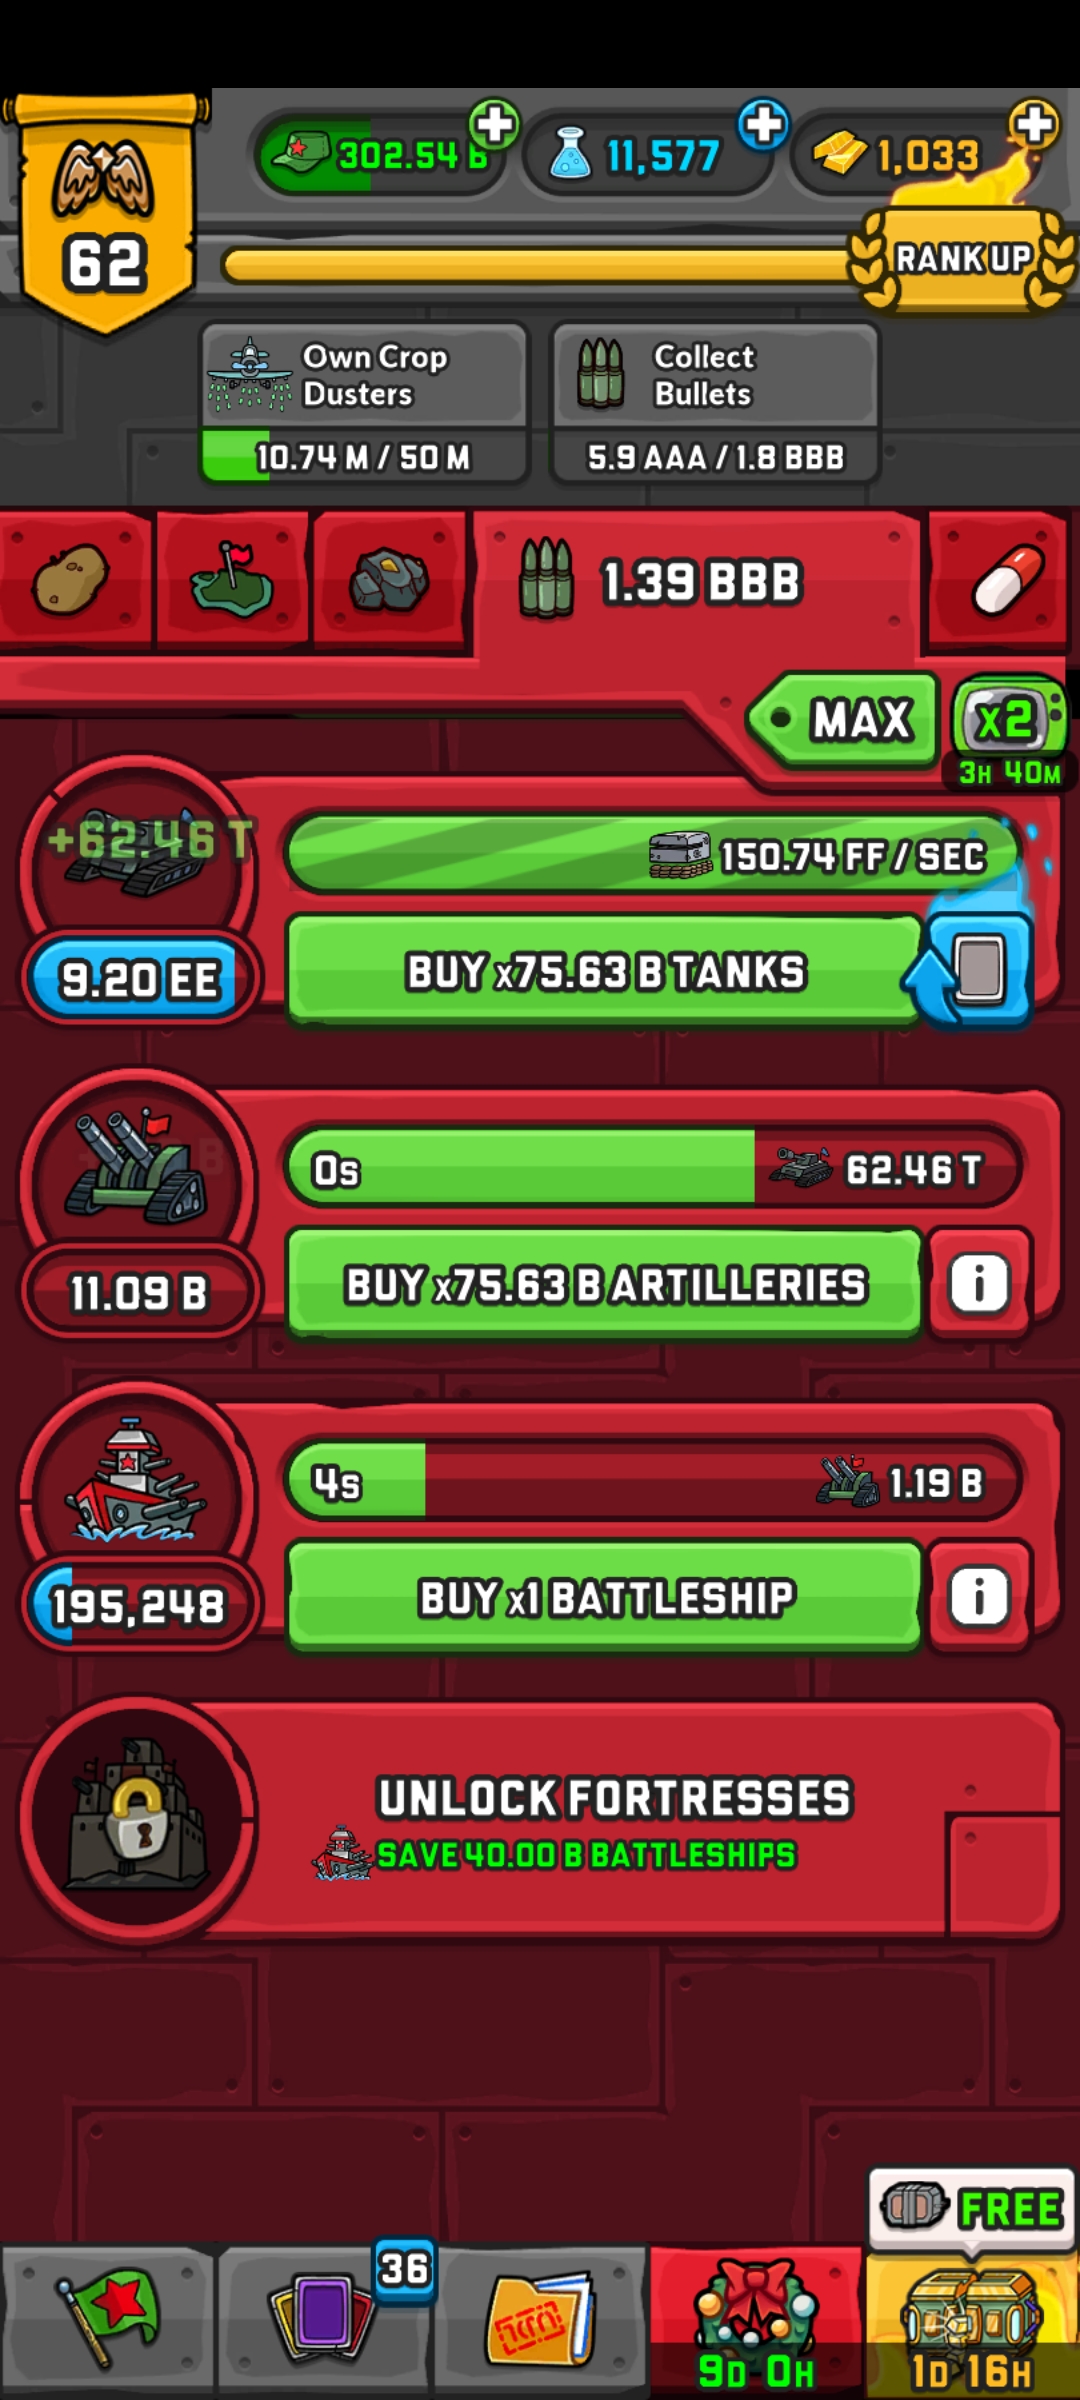 302.54 B
11,577
1,033
62
RANK UP
Own Crop
Dusters
10.74 M / 50 M
Collect
Bullets
5.9 AAA / 1.8 BBB
1.39 BBB
MAX
x2
3H 40M
+62.46 T
150.74 FF / SEC
9.20 EE
BUY x75.63 B TANKS
0s
62.46 T
11.09 B
BUY x75.63 B ARTILLERIES
i
4s
1.19 B
195,248
BUY x1 BATTLESHIP
i
UNLOCK FORTRESSES
SAVE 40.00 B BATTLESHIPS
FREE
36
9D 0H
1D 16H